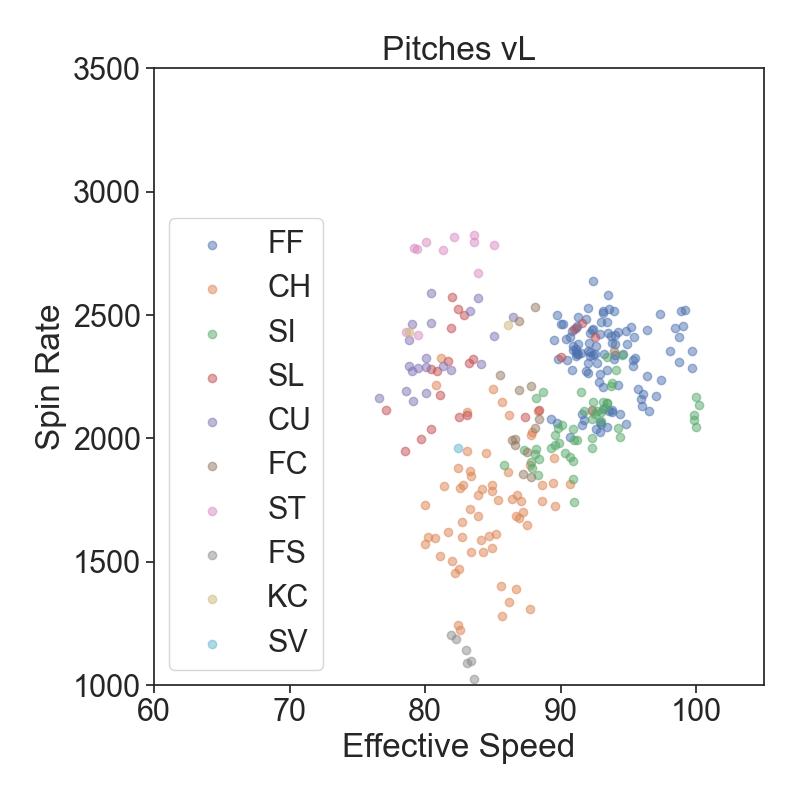 Pitches vL
3500
3000
2500
2000
1500
1000
Spin Rate
FF
CH
SI
SL
CU
FC
ST
FS
KC
SV
60 70 80 90 100
Effective Speed